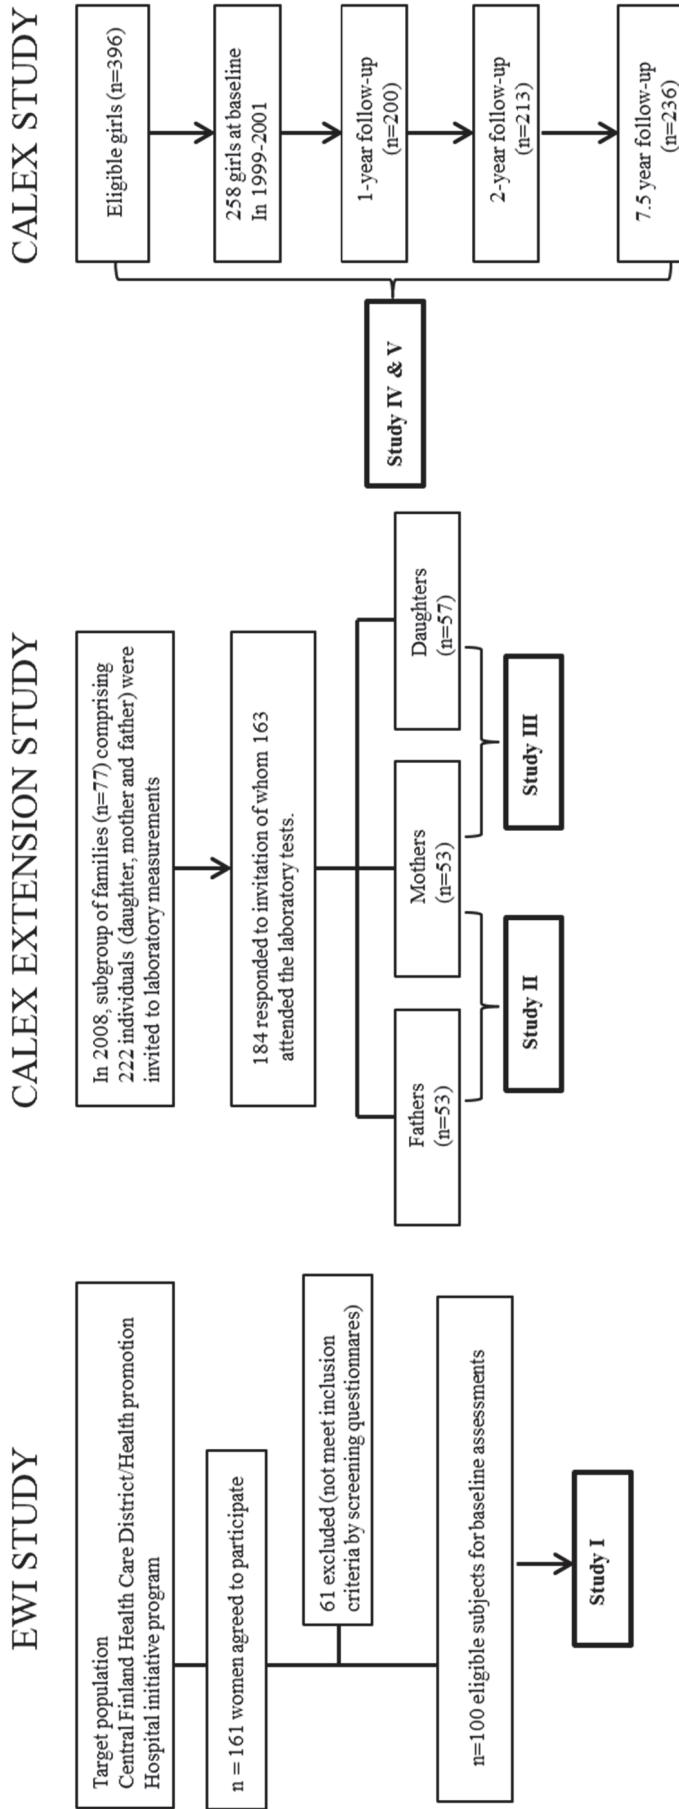 EWI STUDY
Target population
Central Finland Health Care District/Health promotion
Hospital initiative program
n = 161 women agreed to participate
61 excluded (not meet inclusion
criteria by screening questionnares)
n=100 eligible subjects for baseline assessments
Study I
CALEX EXTENSION STUDY
In 2008, subgroup of families (n=77) comprising
222 individuals (daughter, mother and father) were
invited to laboratory measurements
184 responded to invitation of whom 163
attended the laboratory tests.
Fathers
(n=53)
Mothers
(n=53)
Daughters
(n=57)
Study II
Study III
CALEX STUDY
Eligible girls (n=396)
258 girls at baseline
In 1999-2001
1-year follow-up
(n=200)
2-year follow-up
(n=213)
7.5 year follow-up
(n=236)
Study IV & V